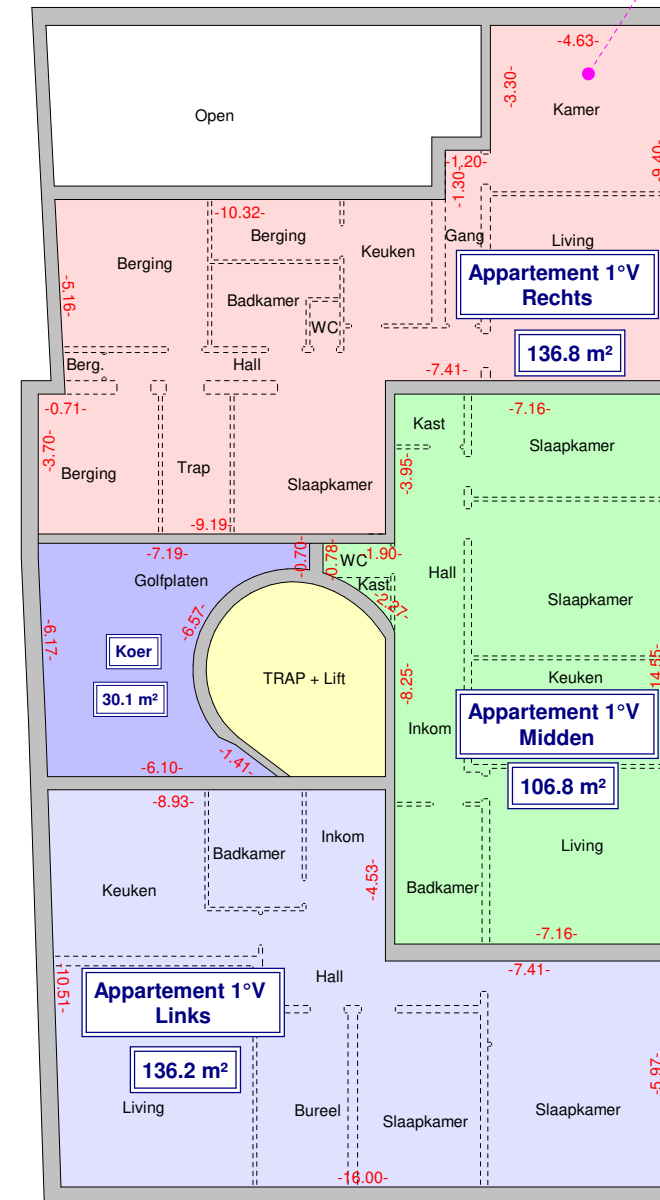 -4.63-
-3.30-
Kamer
Open
-9.40-
-1.20-
-1.30-
-10.32-
Berging
Gang
Living
Keuken
Berging
Appartement 1°V
Rechts
-5.16-
Badkamer
WC
136.8 m²
Berg.
Hall
-7.41-
-0.71-
-7.16-
Kast
Slaapkamer
-3.70-
Berging
Trap
-3.95-
Slaapkamer
-9.19-
-7.19-
-0.70-
-0.78-
WC
-1.90-
Golfplaten
Kast
Hall
-2.27-
Slaapkamer
-6.57-
-6.17-
Koer
TRAP + Lift
-14.55-
Keuken
-8.25-
30.1 m²
Appartement 1°V
Midden
Inkom
-1.41-
-6.10-
106.8 m²
-8.93-
Inkom
Badkamer
Living
Keuken
-4.53-
Badkamer
-7.16-
-7.41-
Hall
-10.51-
Appartement 1°V
Links
136.2 m²
-5.97-
Living
Bureel
Slaapkamer
Slaapkamer
-16.00-